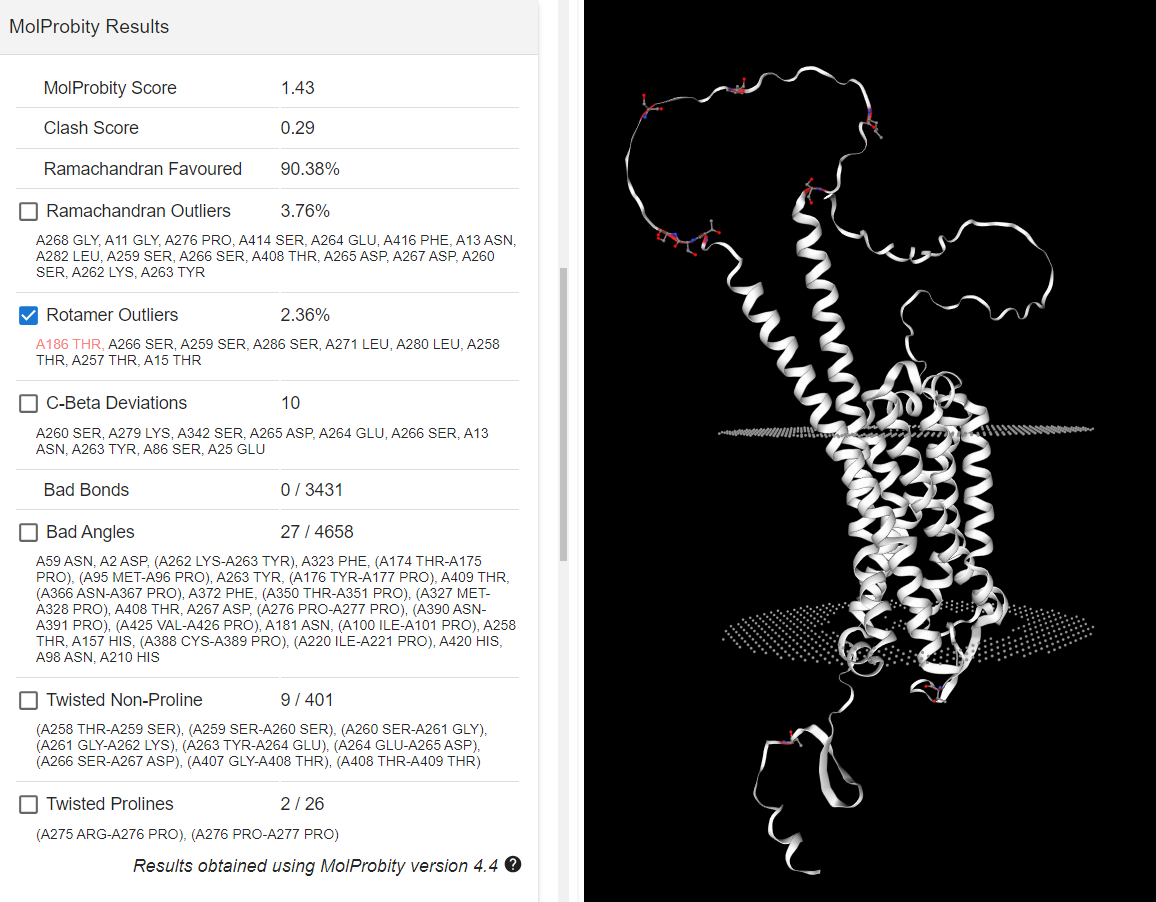 MolProbity Results
MolProbity Score 1.43
Clash Score 0.29
Ramachandran Favoured 90.38%
Ramachandran Outliers 3.76%
A268 GLY, A11 GLY, A276 PRO, A414 SER, A264 GLU, A416 PHE, A13 ASN,
A282 LEU, A259 SER, A266 SER, A408 THR, A265 ASP, A267 ASP, A260
SER, A262 LYS, A263 TYR
Rotamer Outliers 2.36%
A186 THR, A266 SER, A259 SER, A286 SER, A271 LEU, A280 LEU, A258
THR, A257 THR, A15 THR
C-Beta Deviations 10
A260 SER, A279 LYS, A342 SER, A265 ASP, A264 GLU, A266 SER, A13
ASN, A263 TYR, A86 SER, A25 GLU
Bad Bonds 0 / 3431
Bad Angles 27 / 4658
A59 ASN, A2 ASP, (A262 LYS-A263 TYR), A323 PHE, (A174 THR-A175
PRO), (A95 MET-A96 PRO), A263 TYR, (A176 TYR-A177 PRO), A409 THR,
(A366 ASN-A367 PRO), A372 PHE, (A350 THR-A351 PRO), (A327 MET-
A328 PRO), A408 THR, A267 ASP, (A276 PRO-A277 PRO), (A390 ASN-
A391 PRO), (A425 VAL-A426 PRO), A181 ASN, (A100 ILE-A101 PRO), A258
THR, A157 HIS, (A388 CYS-A389 PRO), (A220 ILE-A221 PRO), A420 HIS,
A98 ASN, A210 HIS
Twisted Non-Proline 9 / 401
(A258 THR-A259 SER), (A259 SER-A260 SER), (A260 SER-A261 GLY),
(A261 GLY-A262 LYS), (A263 TYR-A264 GLU), (A264 GLU-A265 ASP),
(A266 SER-A267 ASP), (A407 GLY-A408 THR), (A408 THR-A409 THR)
Twisted Prolines 2 / 26
(A275 ARG-A276 PRO), (A276 PRO-A277 PRO)
Results obtained using MolProbity version 4.4 ?